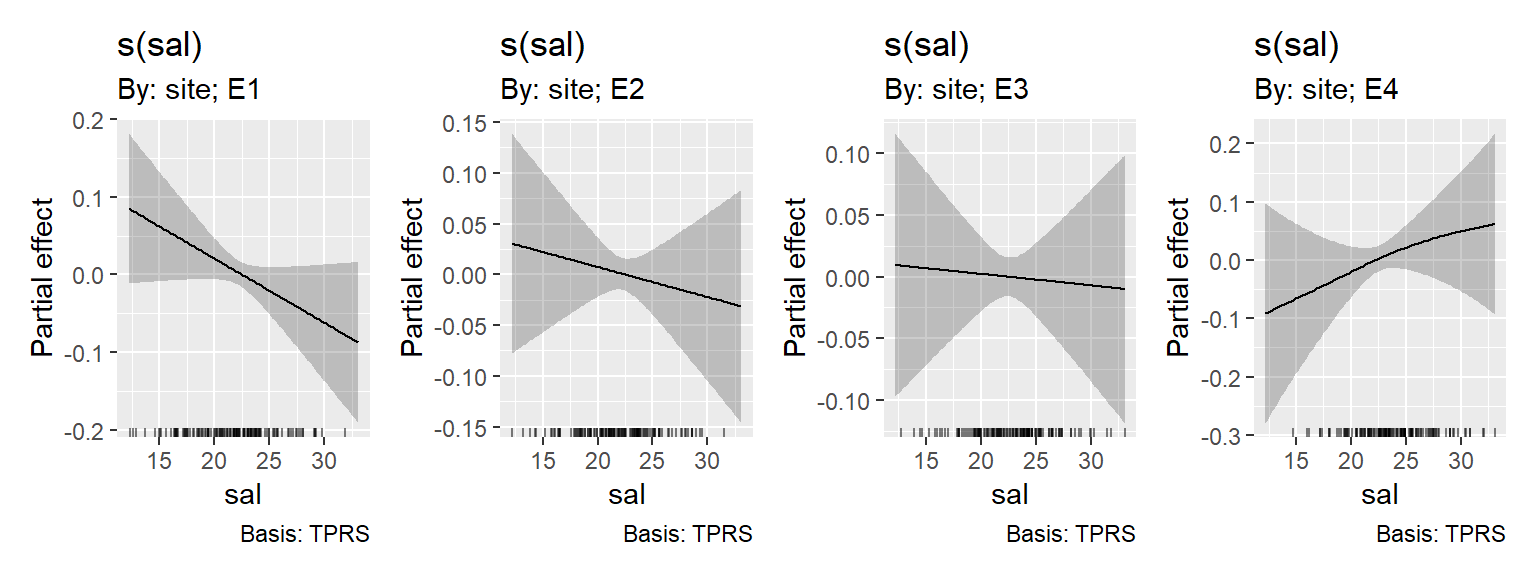 s(sal)
By: site; E1
Partial effect
0.2
0.1
0.0
-0.1
-0.2
15 20 25 30
sal
Basis: TPRS
s(sal)
By: site; E2
Partial effect
0.15
0.10
0.05
0.00
-0.05
-0.10
-0.15
15 20 25 30
sal
Basis: TPRS
s(sal)
By: site; E3
Partial effect
0.10
0.05
0.00
-0.05
-0.10
15 20 25 30
sal
Basis: TPRS
s(sal)
By: site; E4
Partial effect
0.2
0.1
0.0
-0.1
-0.2
-0.3
15 20 25 30
sal
Basis: TPRS